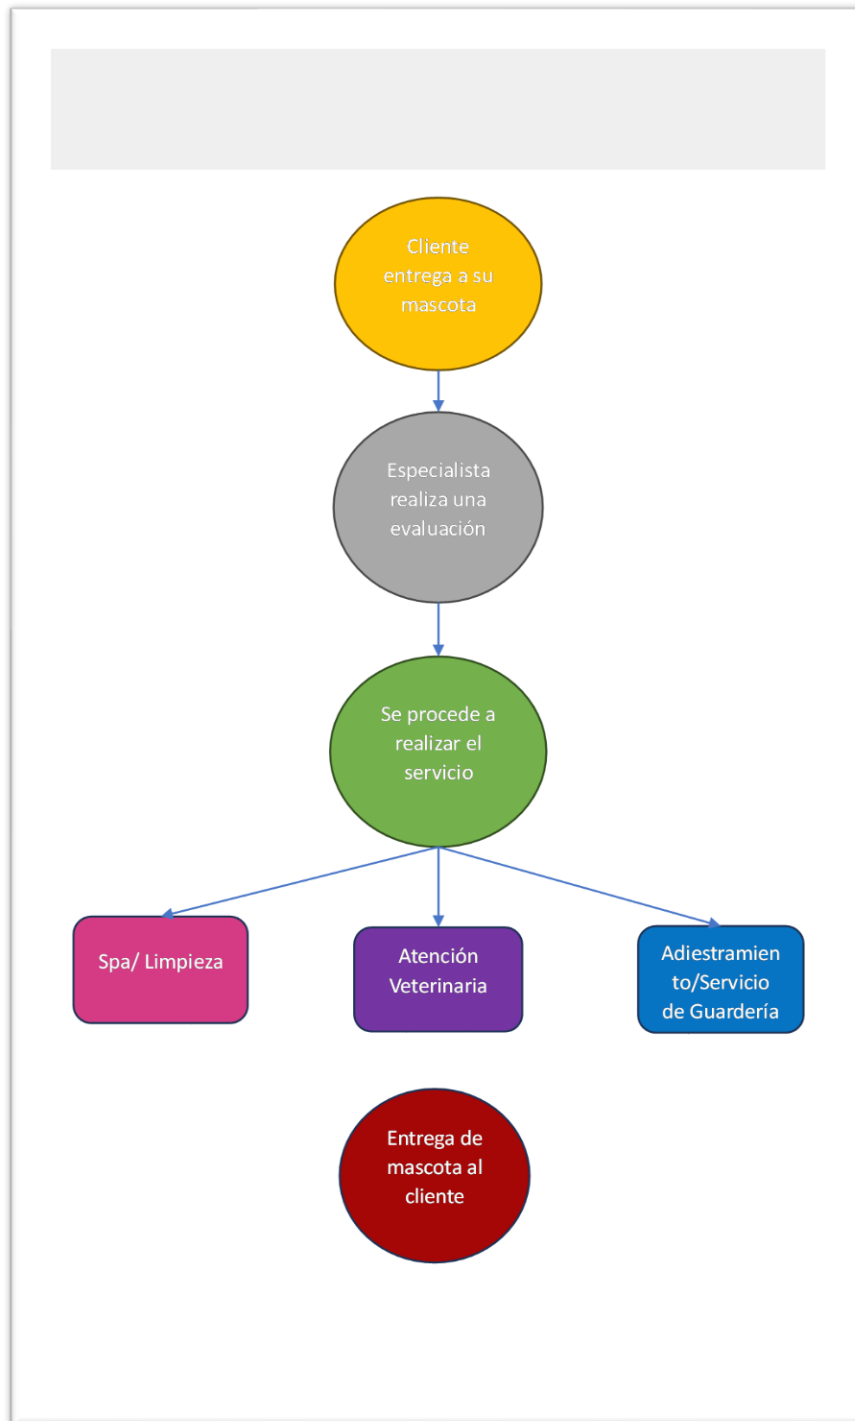 Cliente
entrega a su
mascota
Especialista
realiza una
evaluación
Se procede a
realizar el
servicio
Spa/ Limpieza
Atención
Veterinaria
Adiestramien
to/Servicio
de Guardería
Entrega de
mascota al
cliente